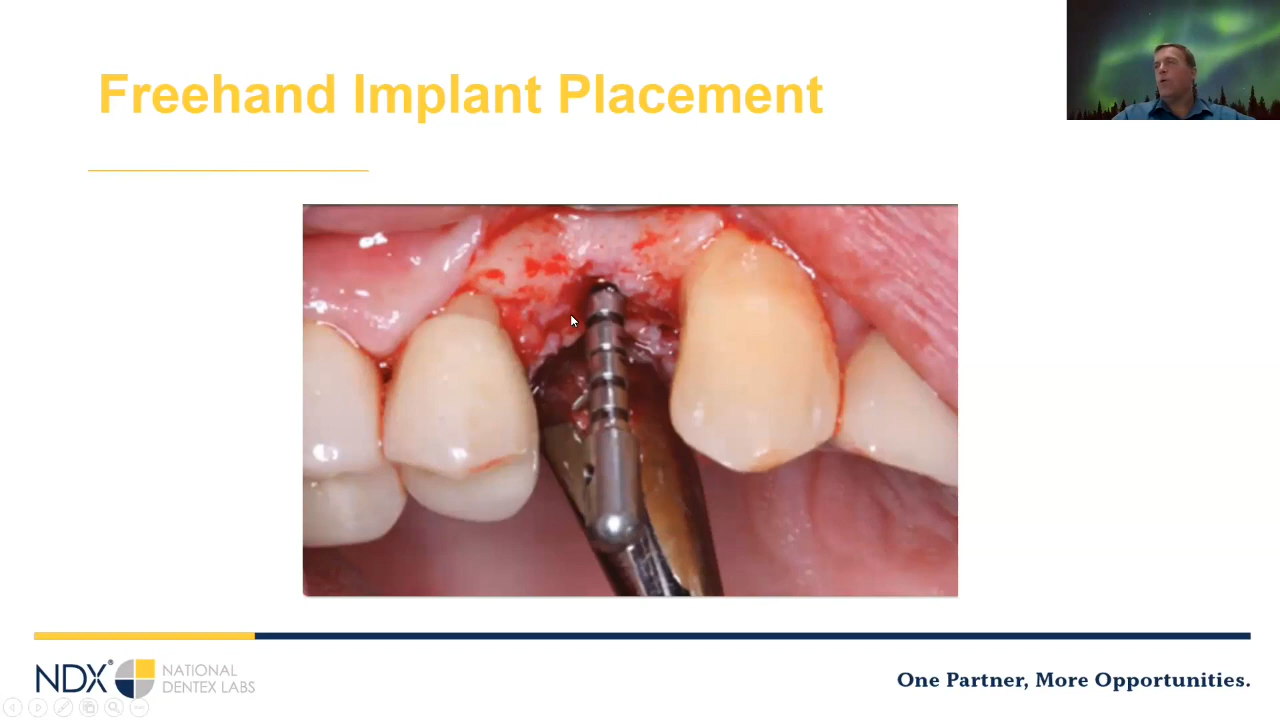 Freehand Implant Placement
NDX®
NATIONAL
DENTEX LABS
One Partner, More Opportunities.